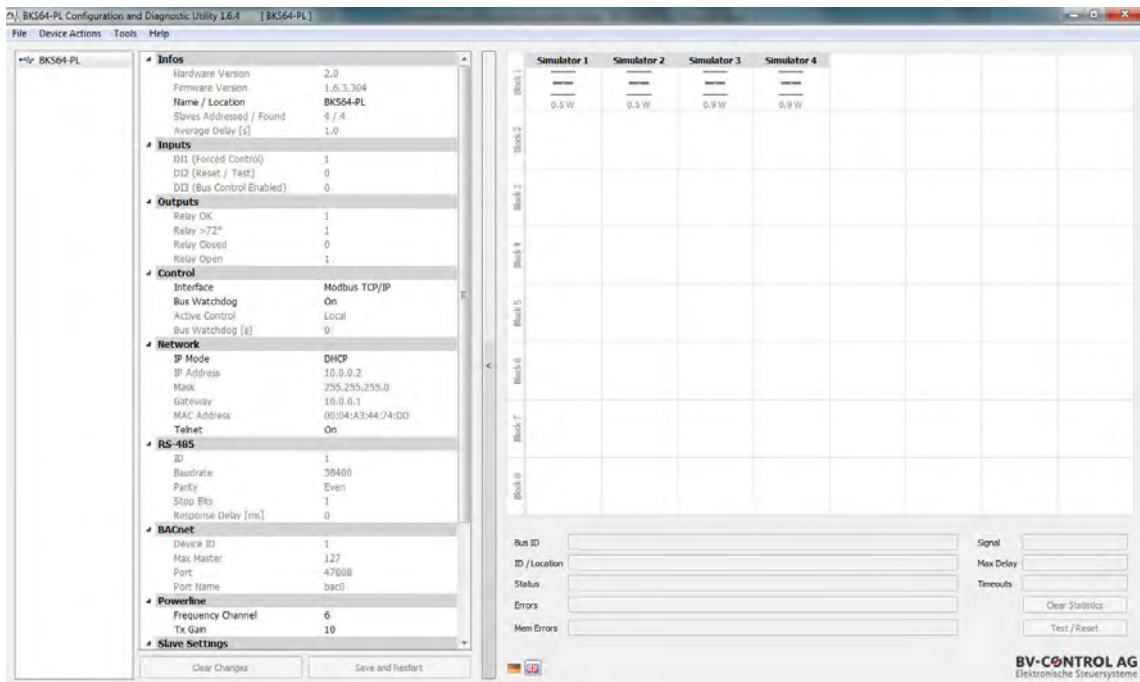 BKS64-PL Configuration and Diagnostic Utility 1.6.4 [ BKS64-PL ]
File Device Actions Tools Help
BKS64-PL
Infos
Hardware Version 2.0
Firmware Version 1.6.3.304
Name / Location BKS64-PL
Slaves Addressed / Found 4 / 4
Average Delay [s] 1.0
Inputs
DI1 (Forced Control) 1
DI2 (Reset / Test) 0
DI3 (Bus Control Enabled) 0
Outputs
Relay OK 1
Relay >72° 1
Relay Closed 0
Relay Open 1
Control
Interface Modbus TCP/IP
Bus Watchdog On
Active Control Local
Bus Watchdog [s] 0
Network
IP Mode DHCP
IP Address 10.0.0.2
Mask 255.255.255.0
Gateway 10.0.0.1
MAC Address 00:04:A3:44:74:DD
Telnet On
RS-485
ID 1
Baudrate 38400
Parity Even
Stop Bits 1
Response Delay [ms] 0
BACnet
Device ID 1
Max Master 127
Port 47808
Port Name bac0
Powerline
Frequency Channel 6
Tx Gain 10
Slave Settings
Clear Changes Save and Restart
<
Simulator 1 Simulator 2 Simulator 3 Simulator 4
Block 1
0.5 W 0.5 W 0.9 W 0.9 W
Block 2
Block 3
Block 4
Block 5
Block 6
Block 7
Block 8
Bus ID Signal
ID / Location Max Delay
Status Timeouts
Errors Clear Statistics
Mem Errors Test / Reset
BV-CONTROL AG
Elektronische Steuersysteme